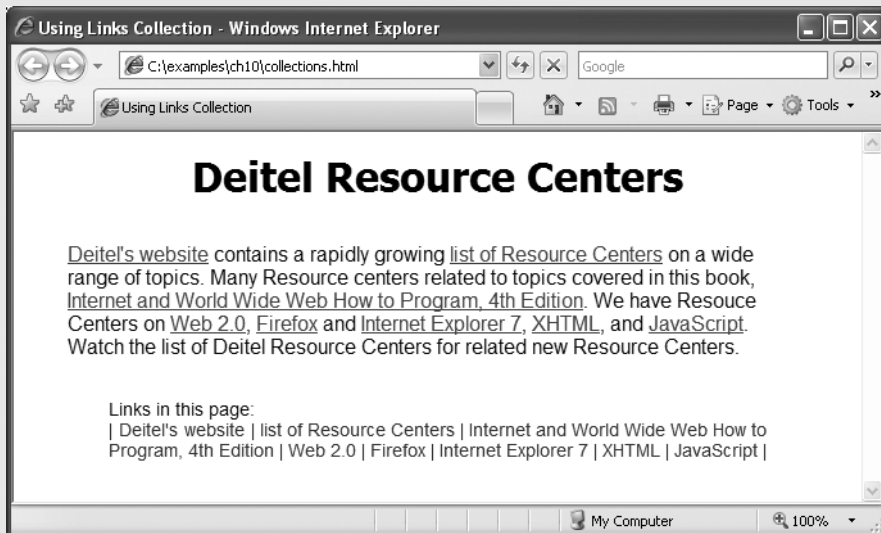 Using Links Collection - Windows Internet Explorer
C:\examples\ch10\collections.html
Google
Using Links Collection
Page
Tools
»
Deitel Resource Centers
Deitel's website contains a rapidly growing list of Resource Centers on a wide
range of topics. Many Resource centers related to topics covered in this book,
Internet and World Wide Web How to Program, 4th Edition. We have Resouce
Centers on Web 2.0, Firefox and Internet Explorer 7, XHTML, and JavaScript.
Watch the list of Deitel Resource Centers for related new Resource Centers.
Links in this page:
| Deitel's website | list of Resource Centers | Internet and World Wide Web How to
Program, 4th Edition | Web 2.0 | Firefox | Internet Explorer 7 | XHTML | JavaScript |
My Computer
100%